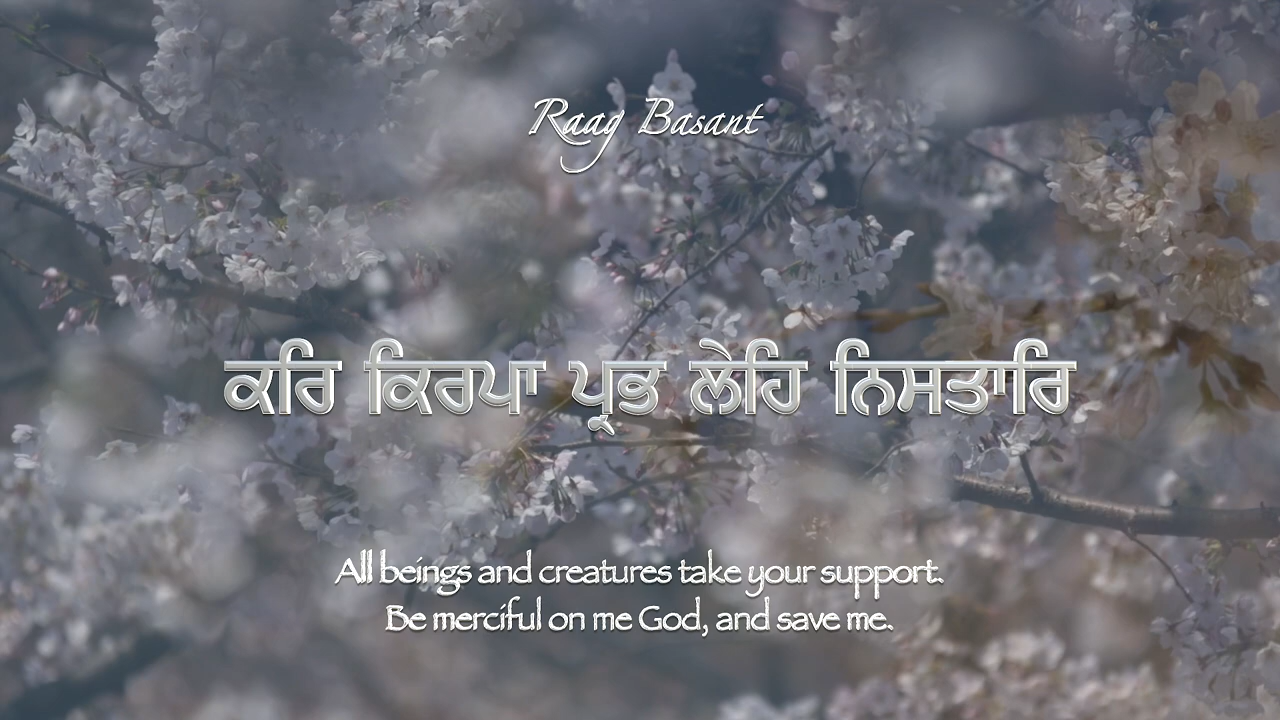 Raag Basant
ਕਰਿ ਕਿਰਪਾ ਪ੍ਰਭ ਲੇਹਿ ਨਿਸਤਾਰਿ
All beings and creatures take your support.
Be merciful on me God, and save me.